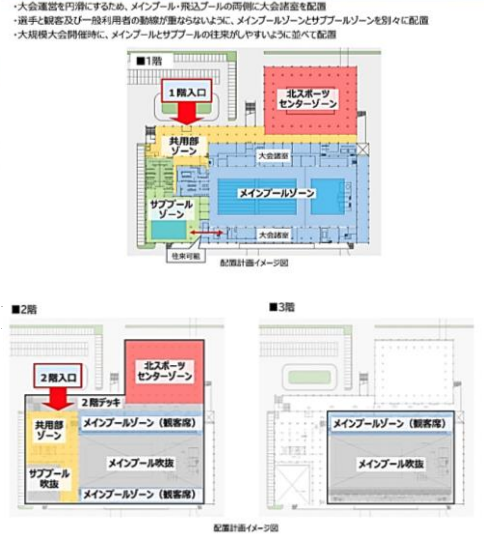 ・大会運営を円滑にするため、メインプール・飛込プールの両側に大会諸室を配置
・選手と観客及び一般利用者の動線が重ならないように、メインプールゾーンとサブプールゾーンを別々に配置
・大規模大会開催時に、メインプールとサブプールの往来がしやすいように並べて配置
■1階
1階入口
北スポーツ
センターゾーン
共用部
ゾーン
大会諸室
メインプールゾーン
サブプール
ゾーン
大会諸室
往来可能
配置計画イメージ図
■2階
■3階
北スポーツ
センターゾーン
2階入口
2階デッキ
共用部
ゾーン
メインプールゾーン（観客席）
メインプールゾーン（観客席）
サブプール
吹抜
メインプール吹抜
メインプール吹抜
メインプールゾーン（観客席）
配置計画イメージ図